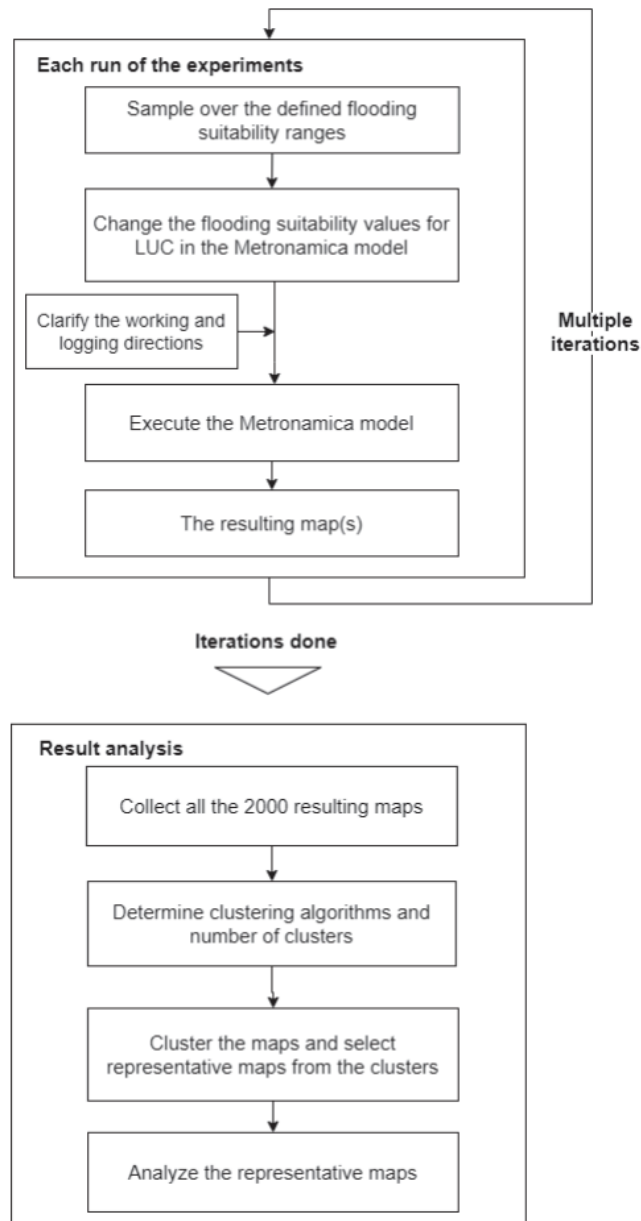 Each run of the experiments
Sample over the defined flooding
suitability ranges
Change the flooding suitability values for
LUC in the Metronamica model
Clarify the working and
logging directions
Multiple
iterations
Execute the Metronamica model
The resulting map(s)
Iterations done
Result analysis
Collect all the 2000 resulting maps
Determine clustering algorithms and
number of clusters
Cluster the maps and select
representative maps from the clusters
Analyze the representative maps